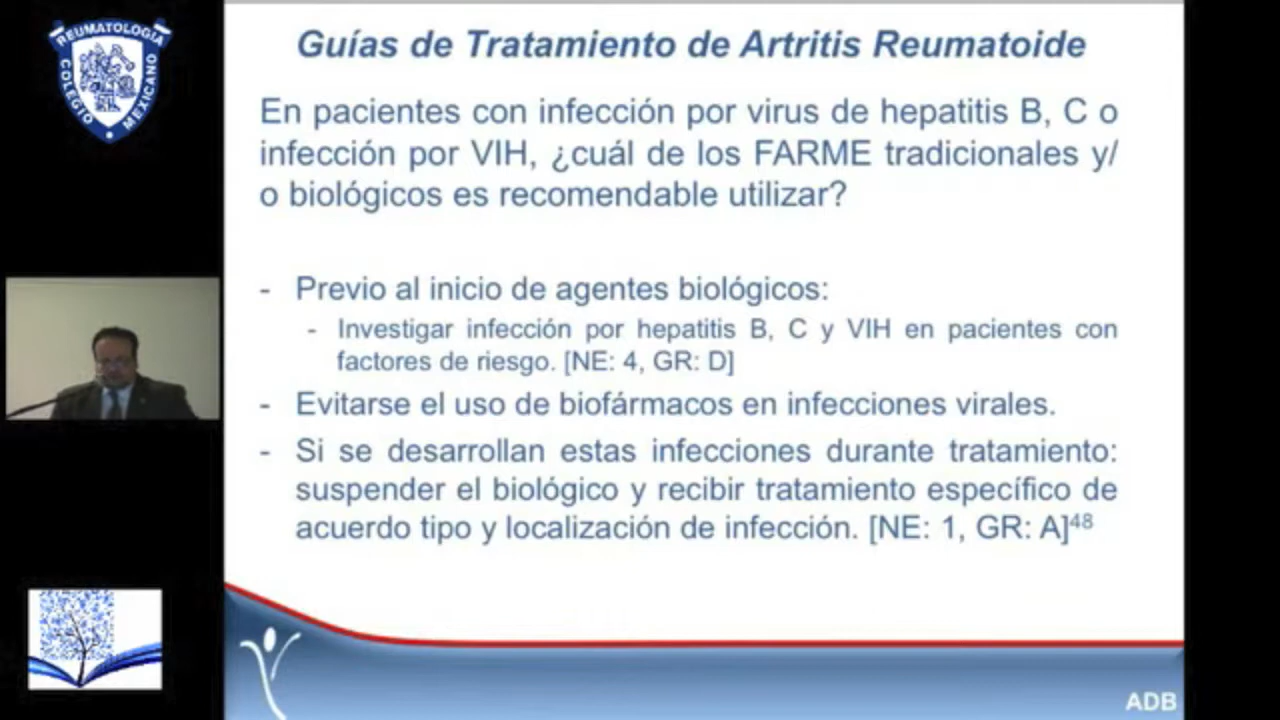 REUMATOLOGIA
COLEGIO MEXICANO
Guías de Tratamiento de Artritis Reumatoide
En pacientes con infección por virus de hepatitis B, C o
infección por VIH, ¿cuál de los FARME tradicionales y/
o biológicos es recomendable utilizar?
- Previo al inicio de agentes biológicos:
- Investigar infección por hepatitis B, C y VIH en pacientes con
factores de riesgo. [NE: 4, GR: D]
- Evitarse el uso de biofármacos en infecciones virales.
- Si se desarrollan estas infecciones durante tratamiento:
suspender el biológico y recibir tratamiento específico de
acuerdo tipo y localización de infección. [NE: 1, GR: A]48
ADB